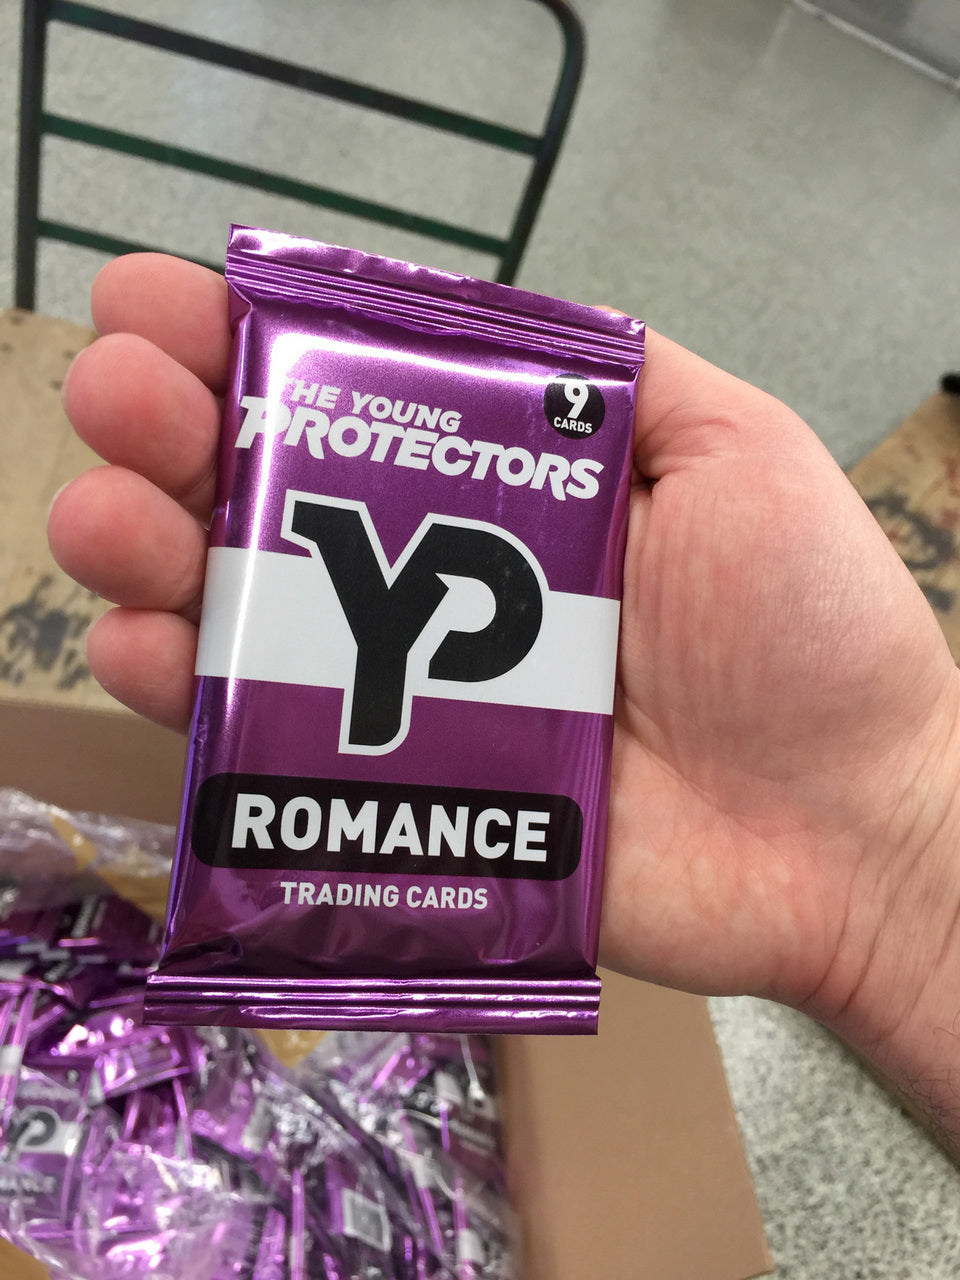 THE YOUNG
PROTECTORS
9
CARDS
YP
ROMANCE
TRADING CARDS